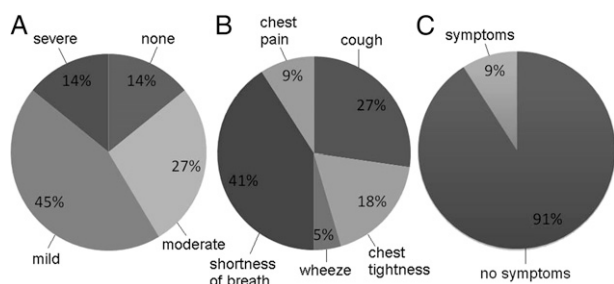 A
severe
none
14%
14%
27%
45%
mild
moderate
B
chest
pain
cough
9%
27%
41%
18%
5%
shortness
of breath
wheeze
chest
tightness
C
symptoms
9%
91%
no symptoms